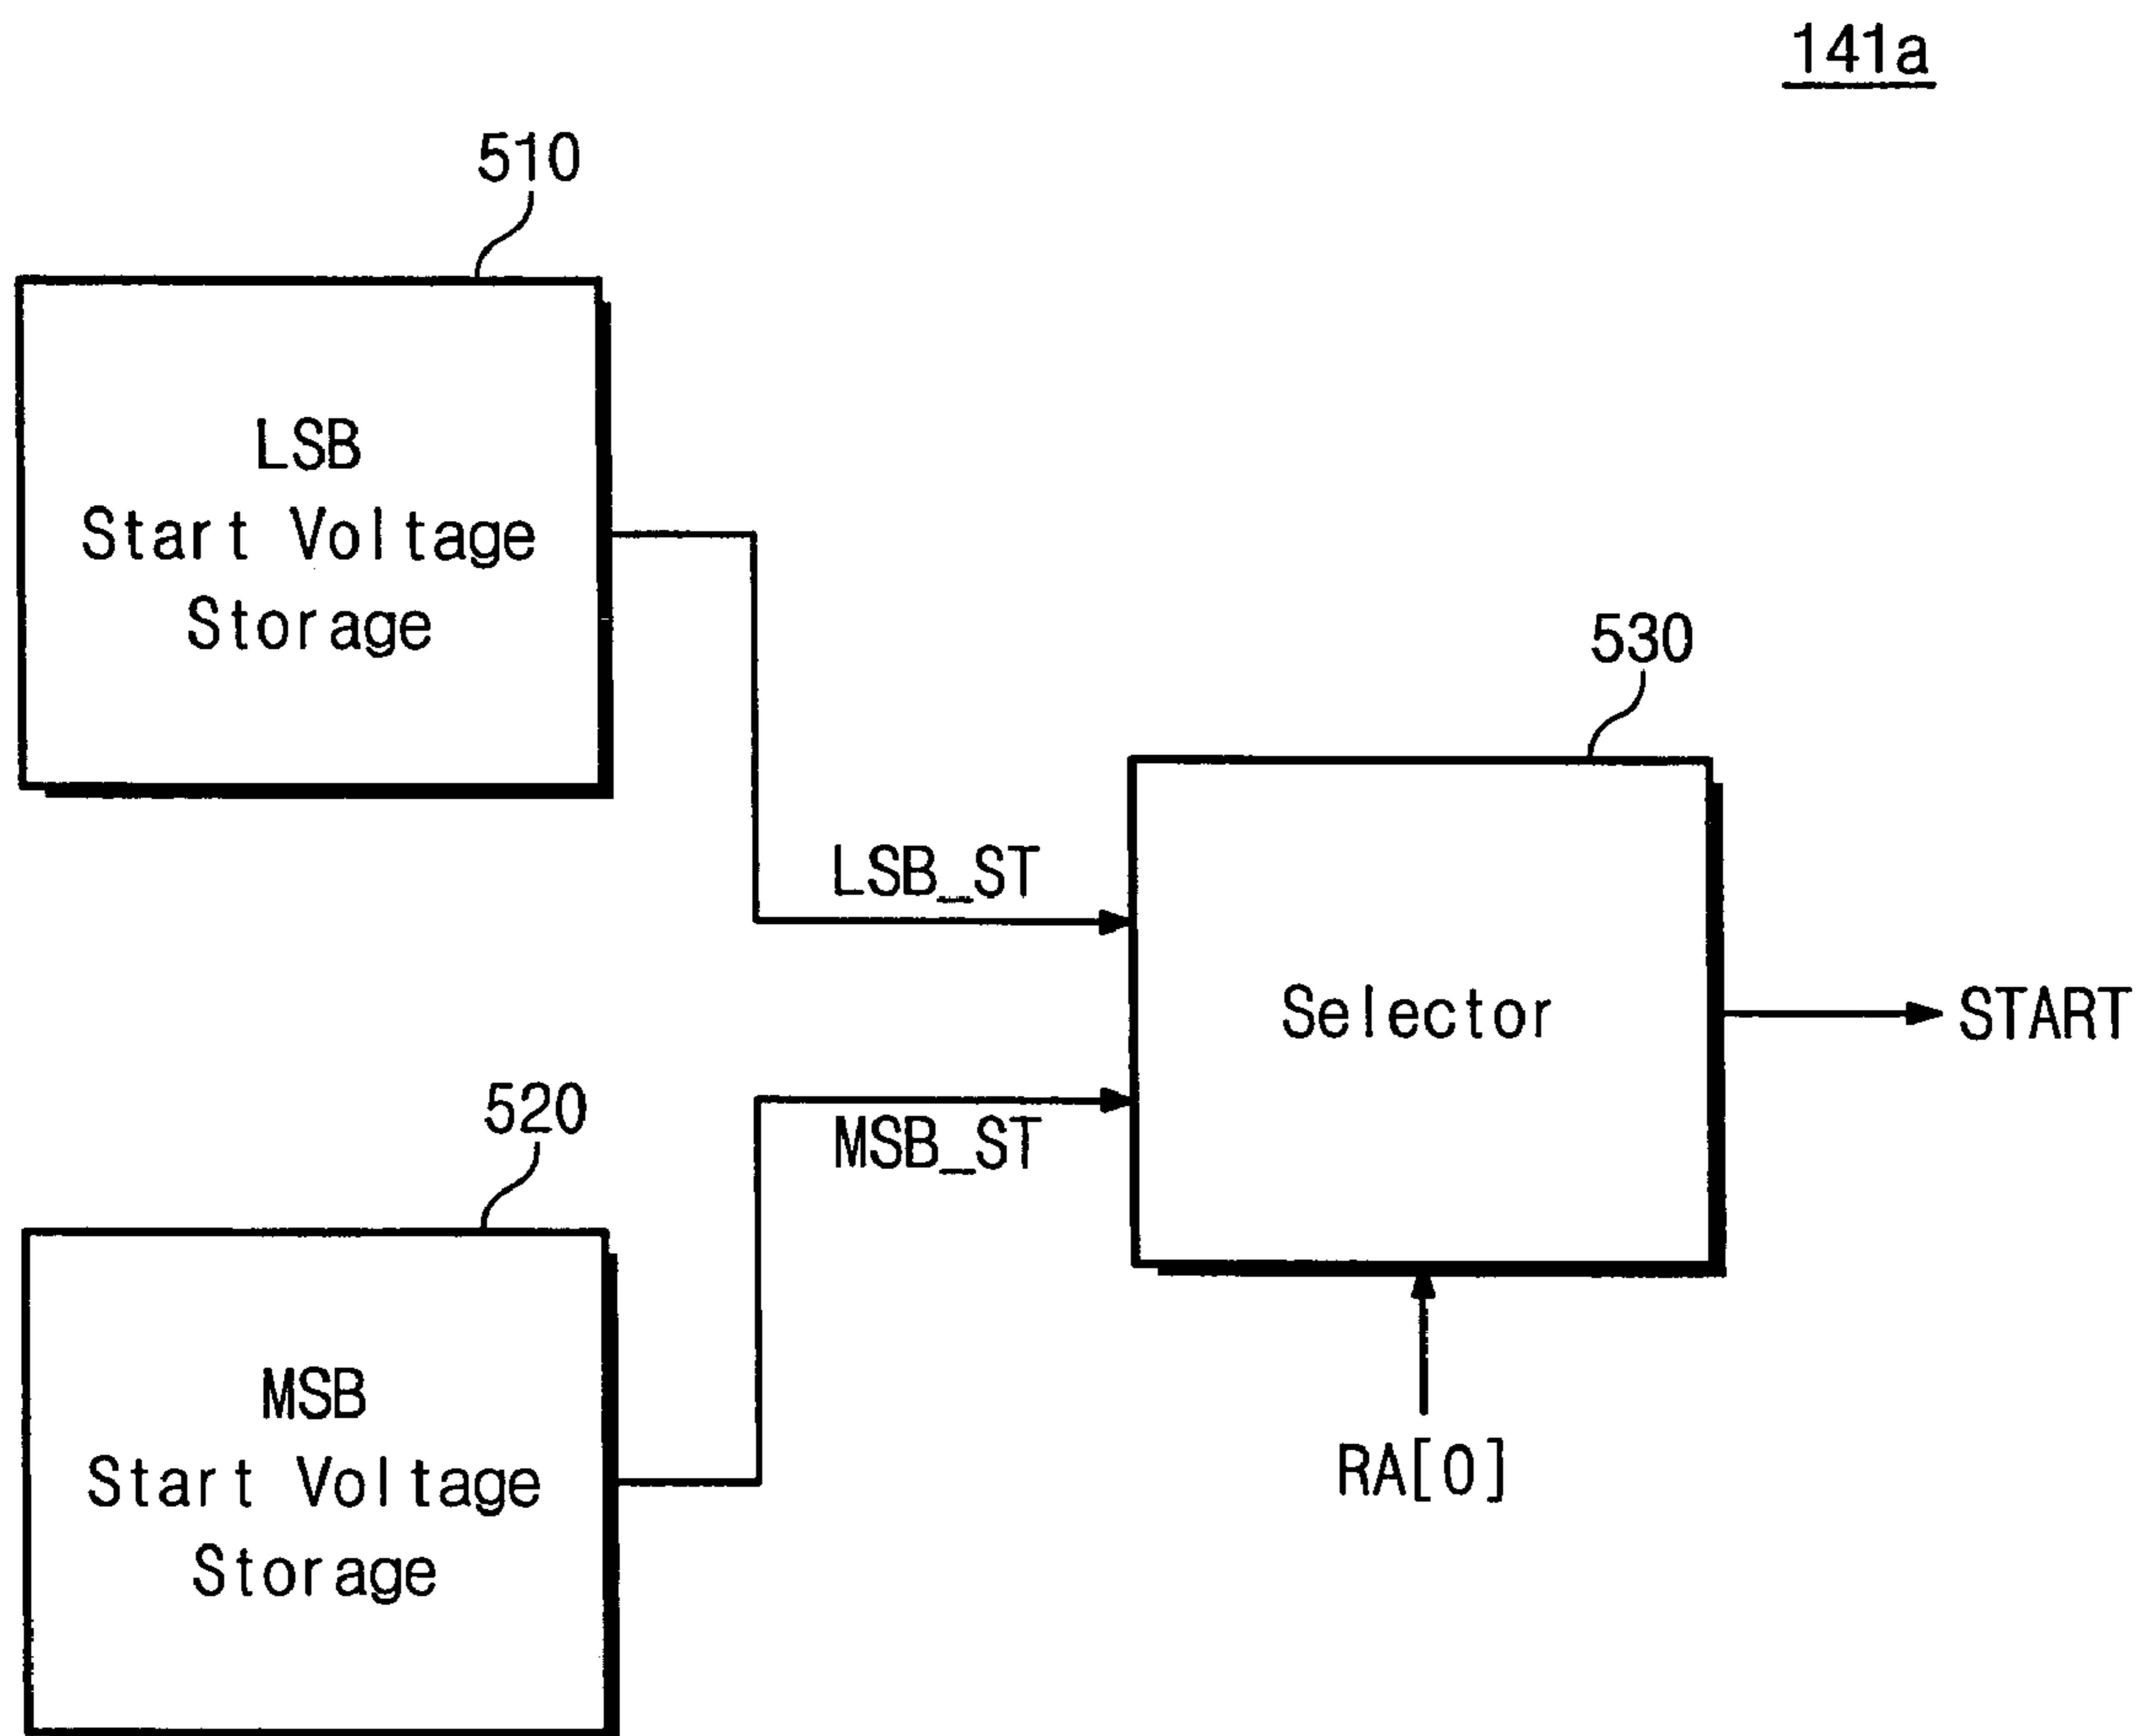 141a
510
LSB
Start Voltage
Storage
530
LSB_ST
Selector
START
520
MSB_ST
MSB
Start Voltage
Storage
RA[0]